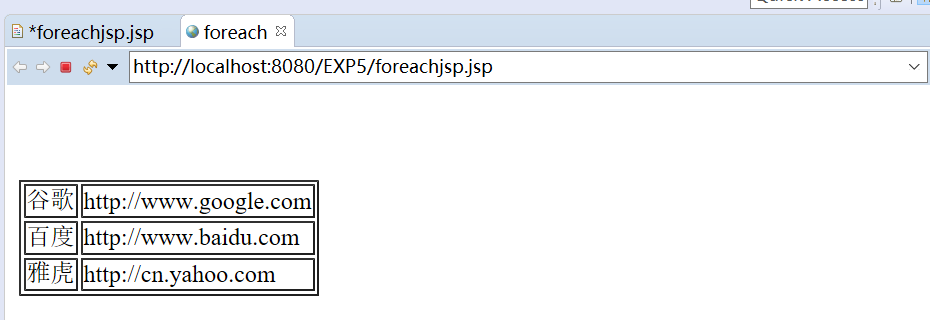 *foreachjsp.jsp foreach
http://localhost:8080/EXP5/foreachjsp.jsp
谷歌 http://www.google.com
百度 http://www.baidu.com
雅虎 http://cn.yahoo.com